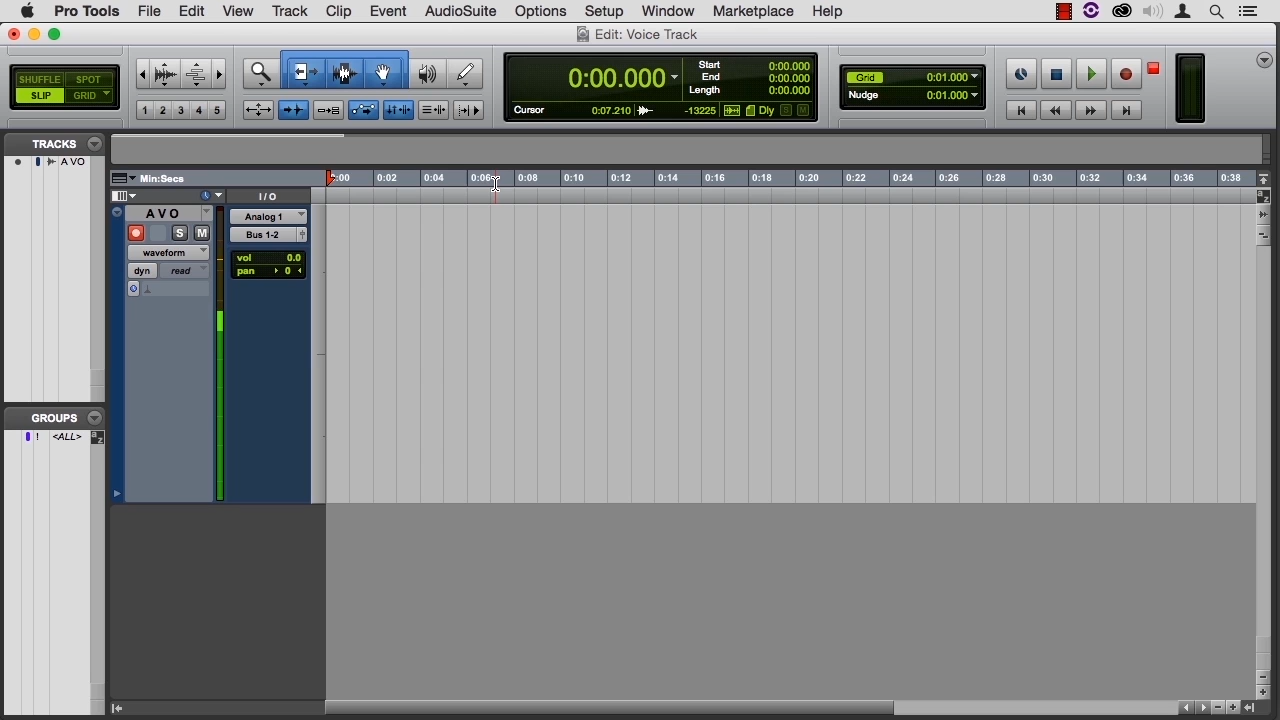 Pro Tools File Edit View Track Clip Event AudioSuite Options Setup Window Marketplace Help
Edit: Voice Track
SHUFFLE SPOT
SLIP GRID
1 2 3 4 5
0:00.000
Start 0:00.000
End 0:00.000
Length 0:00.000
Cursor 0:07.210 -13225 Dly S M
Grid 0:01.000
Nudge 0:01.000
TRACKS
A VO
Min:Secs
:00 0:02 0:04 0:06 0:08 0:10 0:12 0:14 0:16 0:18 0:20 0:22 0:24 0:26 0:28 0:30 0:32 0:34 0:36 0:38
I / O
a z
A V O
S M
waveform
dyn read
Analog 1
Bus 1-2
vol 0.0
pan 0
GROUPS
! <ALL>
a z